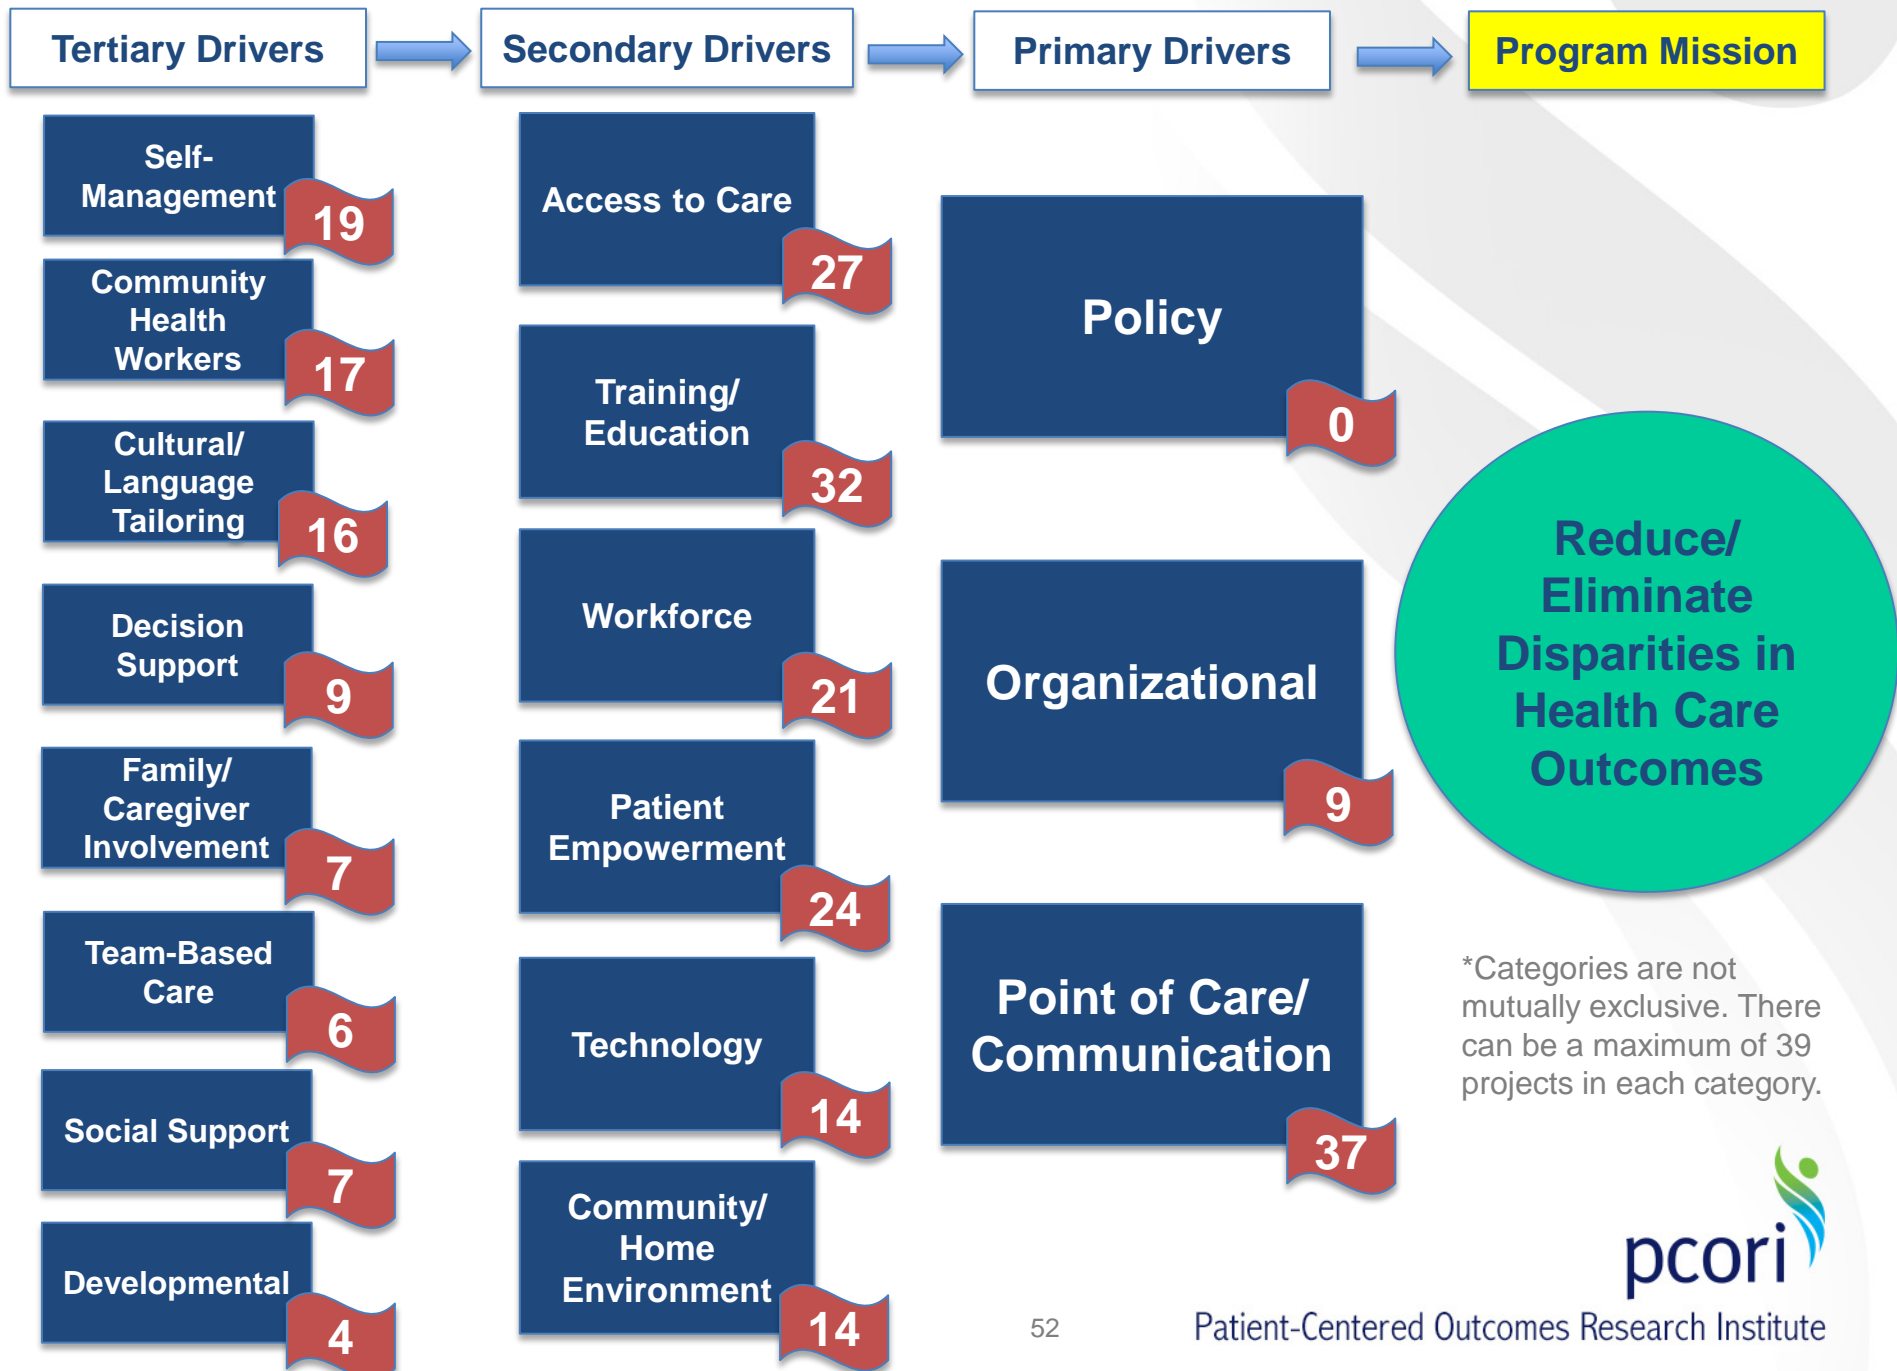 Tertiary Drivers
Secondary Drivers
Primary Drivers
Program Mission
Self-
Management
19
Community
Health
Workers
17
Cultural/
Language
Tailoring
16
Decision
Support
9
Family/
Caregiver
Involvement
7
Team-Based
Care
6
Social Support
7
Developmental
4
Access to Care
27
Training/
Education
32
Workforce
21
Patient
Empowerment
24
Technology
14
Community/
Home
Environment
14
Policy
0
Organizational
9
Point of Care/
Communication
37
Reduce/
Eliminate
Disparities in
Health Care
Outcomes
*Categories are not
mutually exclusive. There
can be a maximum of 39
projects in each category.
52
pcori
Patient-Centered Outcomes Research Institute